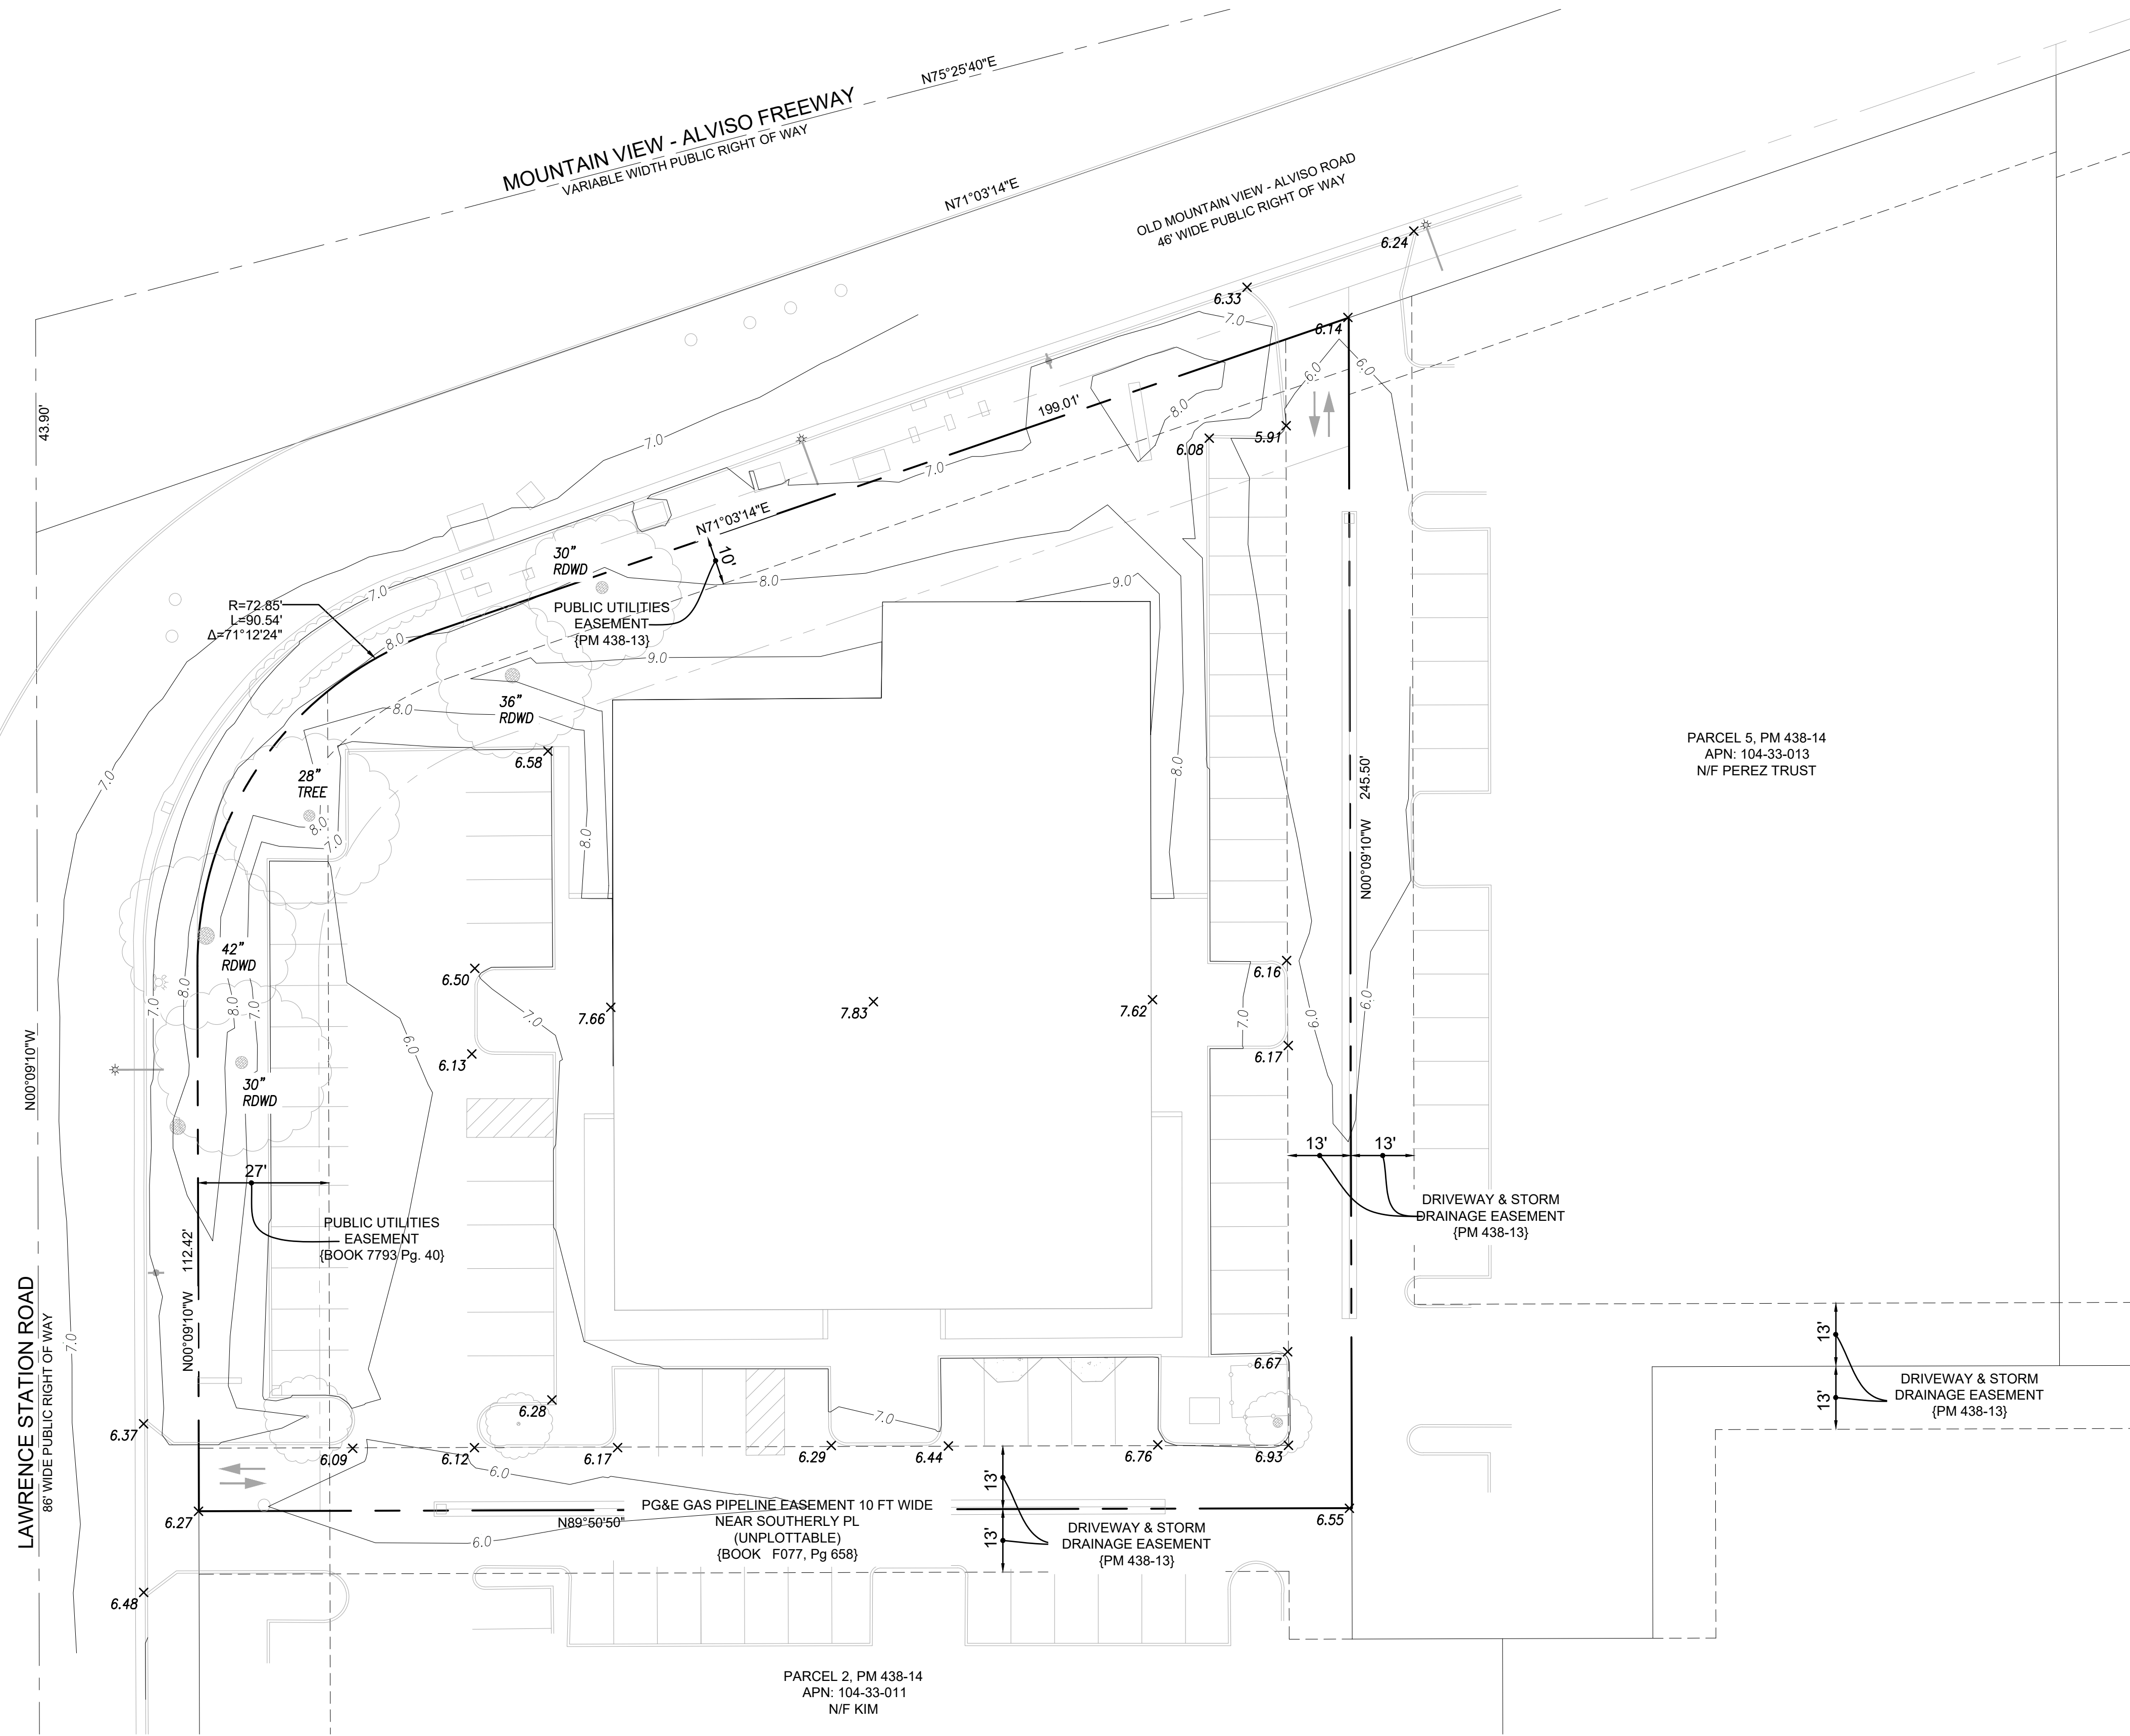 N75°25'40"E
MOUNTAIN VIEW - ALVISO FREEWAY
VARIABLE WIDTH PUBLIC RIGHT OF WAY
N71°03'14"E
OLD MOUNTAIN VIEW - ALVISO ROAD
46' WIDE PUBLIC RIGHT OF WAY
6.24
6.33
7.0
6.14
6.0
6.0
43.90'
199.01'
8.0
7.0
6.08
5.91
7.0
N71°03'14"E
10'
30"
RDWD
8.0
9.0
7.0
R=72.85'
L=90.54'
Δ=71°12'24"
PUBLIC UTILITIES
EASEMENT
{PM 438-13}
8.0
9.0
36"
RDWD
8.0
6.58
28"
TREE
7.0
8.0
7.0
8.0
8.0
N00°09'10"W 245.50'
PARCEL 5, PM 438-14
APN: 104-33-013
N/F PEREZ TRUST
42"
RDWD
6.50
6.16
7.0
8.0
8.0
7.0
7.0
7.66
7.83
7.62
7.0
6.0
6.0
6.0
6.13
6.17
N00°09'10"W
30"
RDWD
13'
13'
27'
DRIVEWAY & STORM
DRAINAGE EASEMENT
{PM 438-13}
PUBLIC UTILITIES
EASEMENT
{BOOK 7793 Pg. 40}
N00°09'10"W 112.42'
LAWRENCE STATION ROAD
86' WIDE PUBLIC RIGHT OF WAY
7.0
13'
13'
DRIVEWAY & STORM
DRAINAGE EASEMENT
{PM 438-13}
6.67
6.28
7.0
6.37
6.09
6.12
6.17
6.29
6.44
6.76
6.93
6.0
13'
13'
6.27
PG&E GAS PIPELINE EASEMENT 10 FT WIDE
NEAR SOUTHERLY PL
(UNPLOTTABLE)
{BOOK F077, Pg 658}
N89°50'50"
6.55
6.0
DRIVEWAY & STORM
DRAINAGE EASEMENT
{PM 438-13}
6.48
PARCEL 2, PM 438-14
APN: 104-33-011
N/F KIM